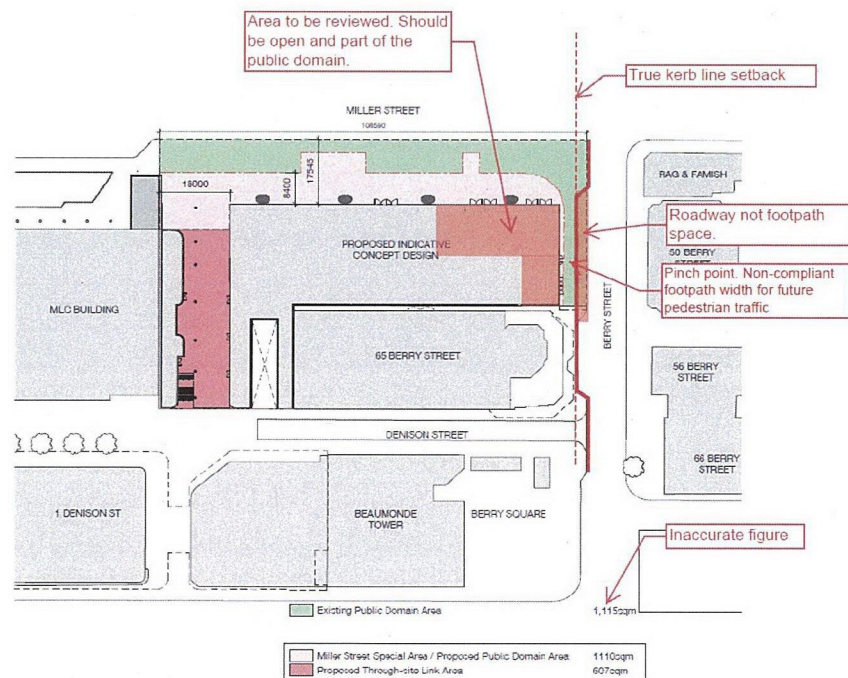 Area to be reviewed. Should
be open and part of the
public domain.
True kerb line setback
MILLER STREET
108590
17545
18000
8400
RAG & FAMISH
Roadway not footpath
space.
PROPOSED INDICATIVE
CONCEPT DESIGN
50 BERRY
STREET
Pinch point. Non-compliant
footpath width for future
pedestrian traffic
MLC BUILDING
BERRY STREET
65 BERRY STREET
56 BERRY
STREET
DENISON STREET
66 BERRY
STREET
1 DENISON ST
BEAUMONDE
TOWER
BERRY SQUARE
Inaccurate figure
Existing Public Domain Area
1,115sqm
Miller Street Special Area / Proposed Public Domain Area 1110sqm
Proposed Through-site Link Area 607sqm